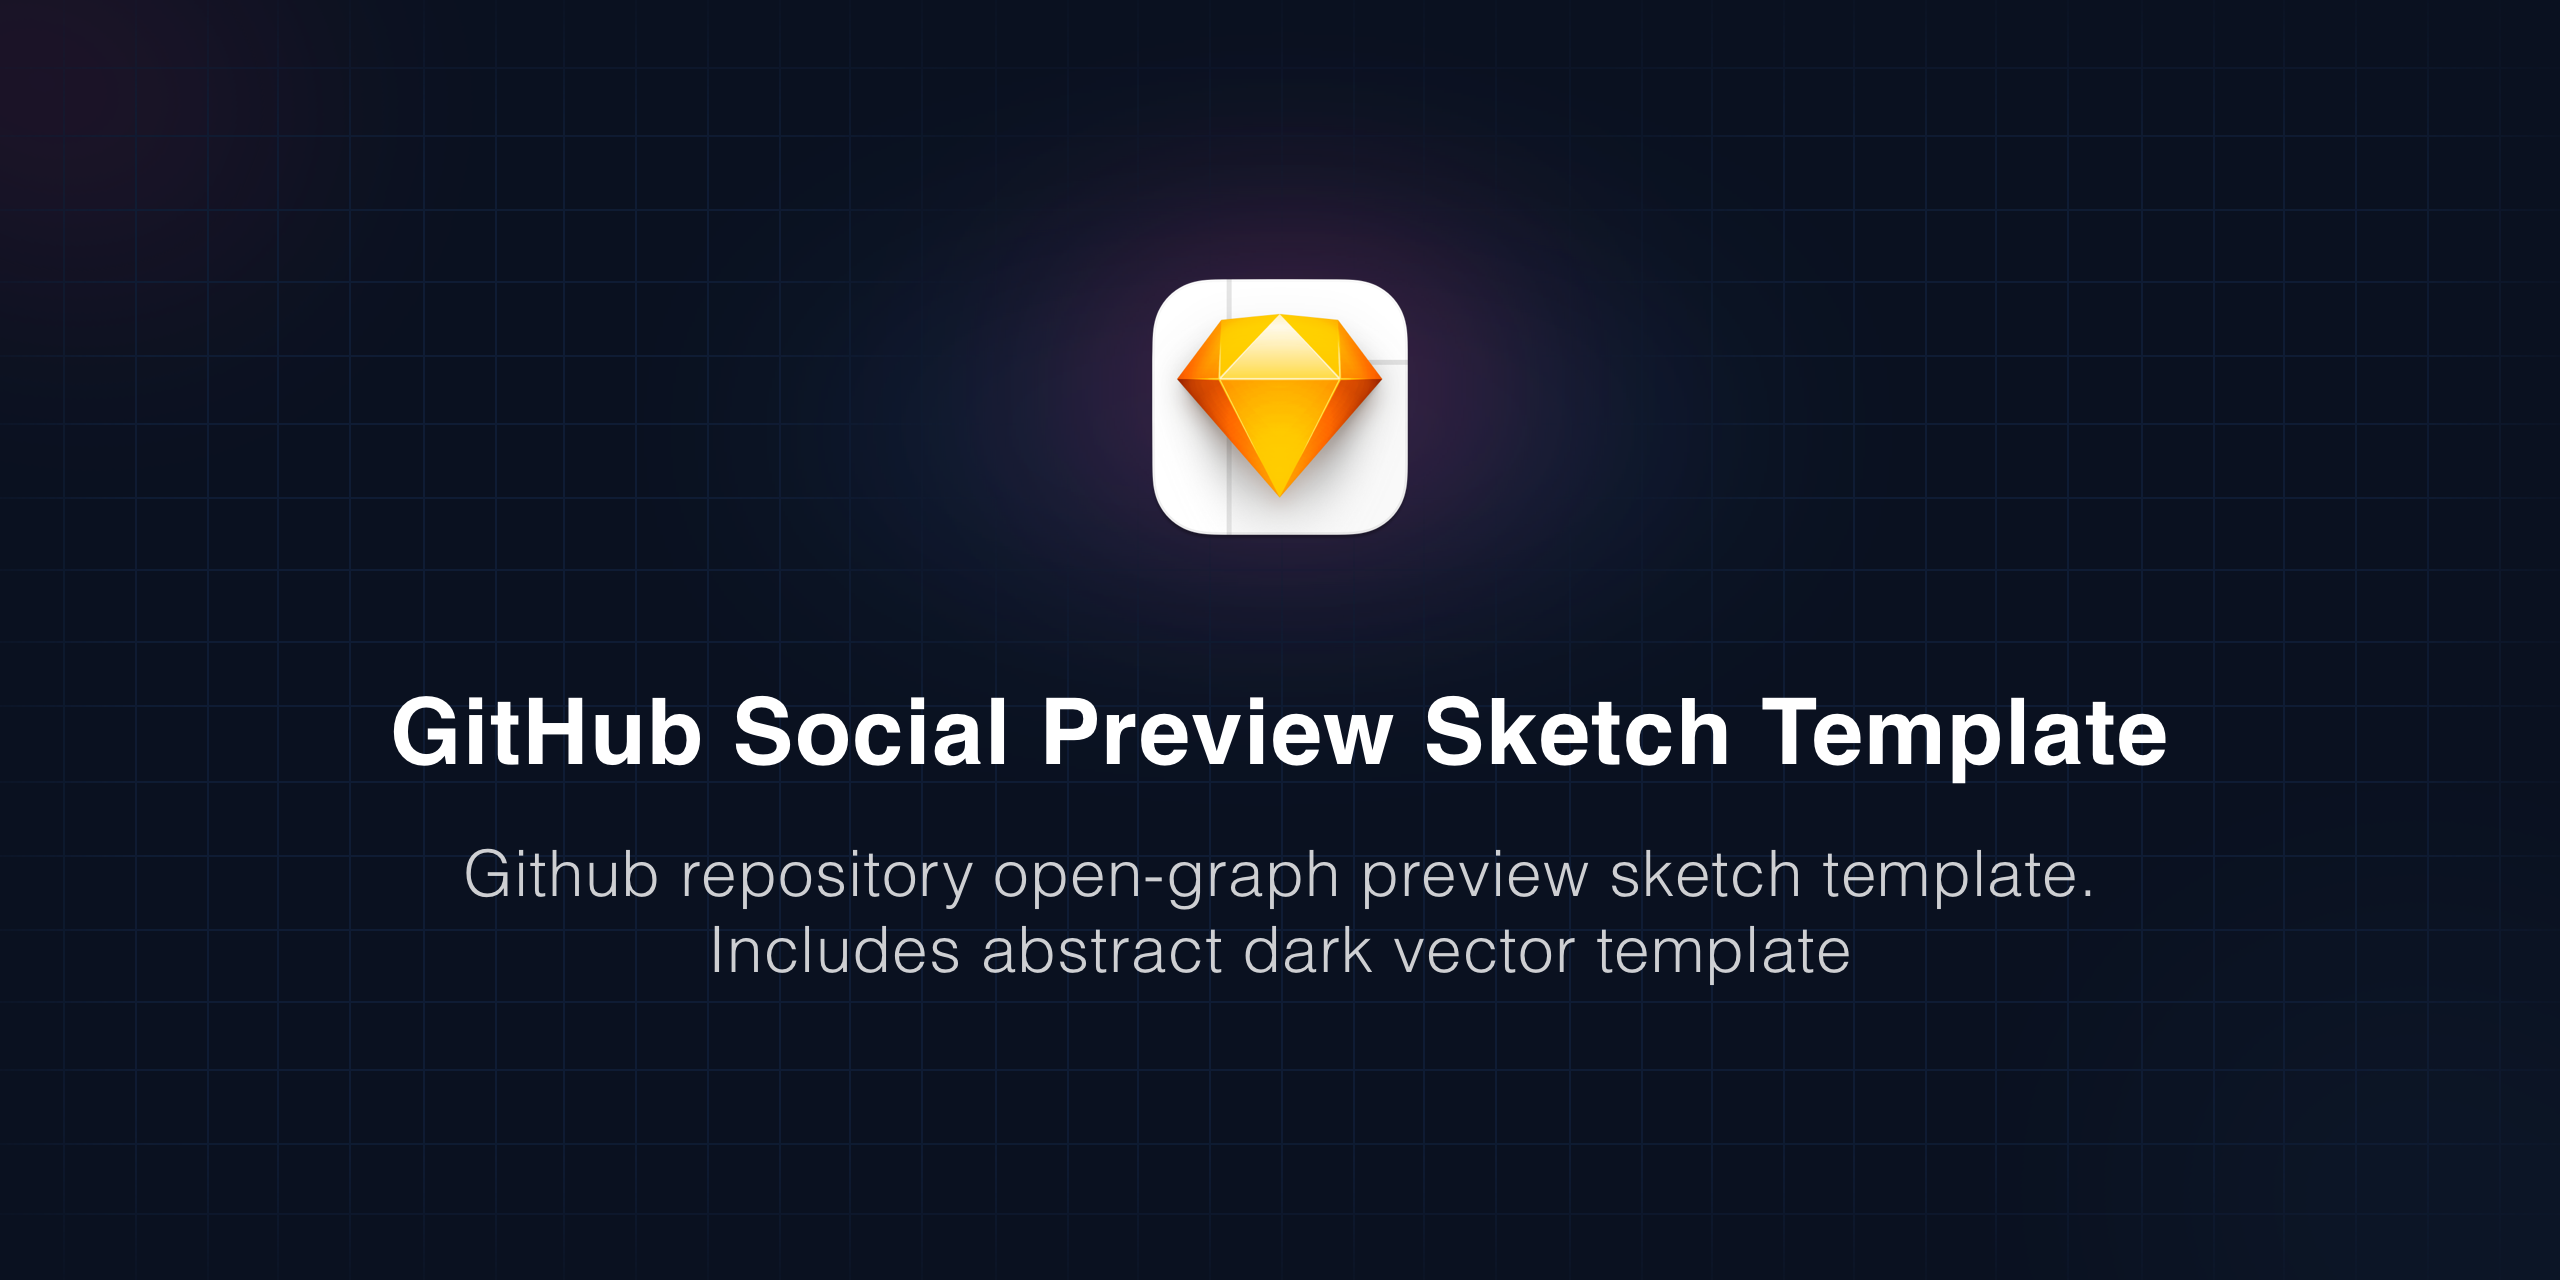 GitHub Social Preview Sketch Template
Github repository open-graph preview sketch template.
Includes abstract dark vector template